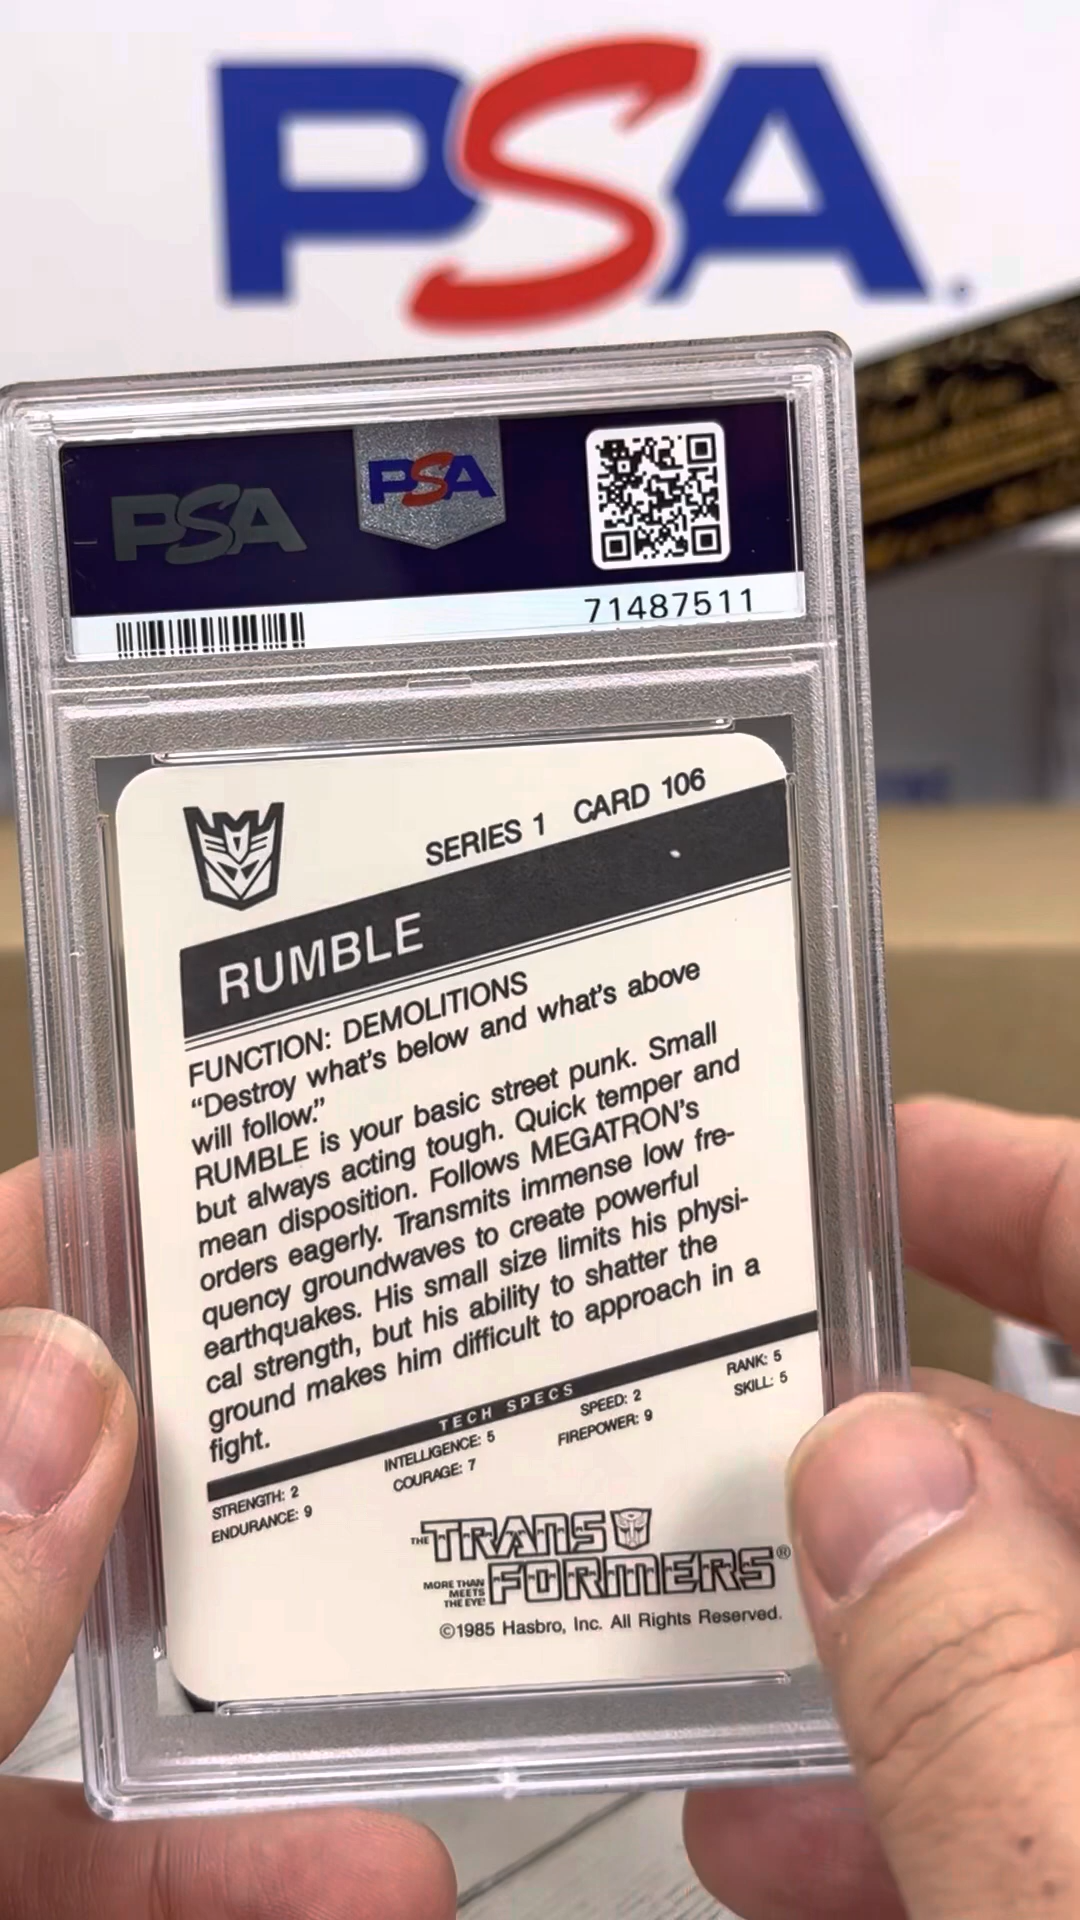 PSA
PSA
PSA
71487511
SERIES 1 CARD 106
RUMBLE
FUNCTION: DEMOLITIONS
“Destroy what's below and what's above
will follow.”
RUMBLE is your basic street punk. Small
but always acting tough. Quick temper and
mean disposition. Follows MEGATRON's
orders eagerly. Transmits immense low fre-
quency groundwaves to create powerful
earthquakes. His small size limits his physi-
cal strength, but his ability to shatter the
ground makes him difficult to approach in a
fight.
TECH SPECS
STRENGTH: 2 INTELLIGENCE: 5 SPEED: 2 RANK: 5
ENDURANCE: 9 COURAGE: 7 FIREPOWER: 9 SKILL: 5
THE TRANS
MORE THAN
MEETS
THE EYE!
FORMERS®
©1985 Hasbro, Inc. All Rights Reserved.